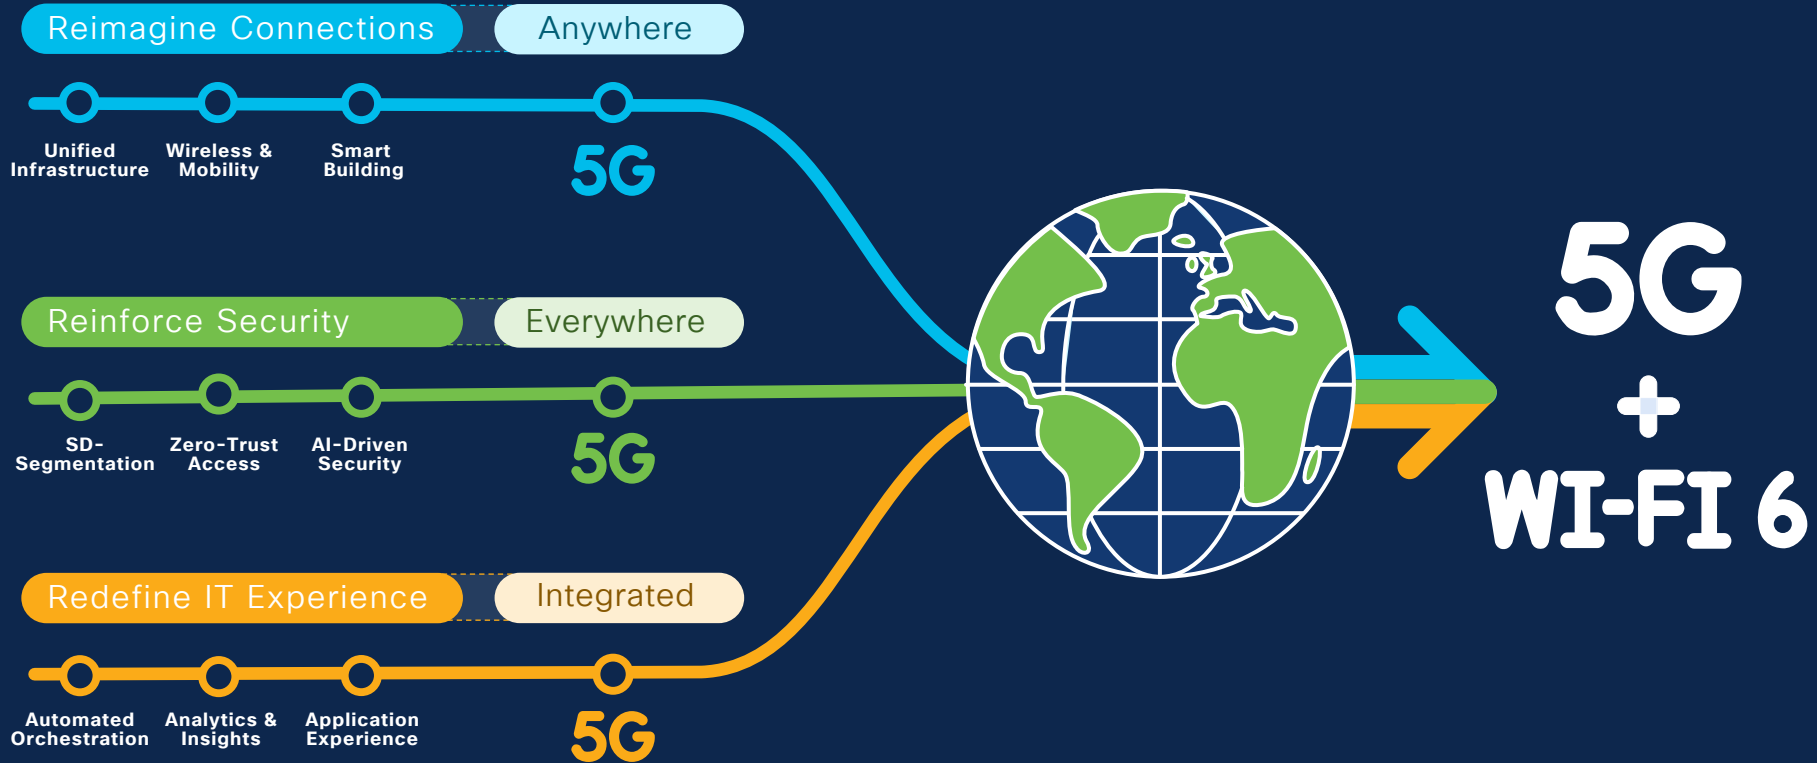 Reimagine Connections
Anywhere
Unified
Infrastructure
Wireless &
Mobility
Smart
Building
5G
Reinforce Security
Everywhere
SD-
Segmentation
Zero-Trust
Access
AI-Driven
Security
5G
Redefine IT Experience
Integrated
Automated
Orchestration
Analytics &
Insights
Application
Experience
5G
5G
+
WI-FI 6